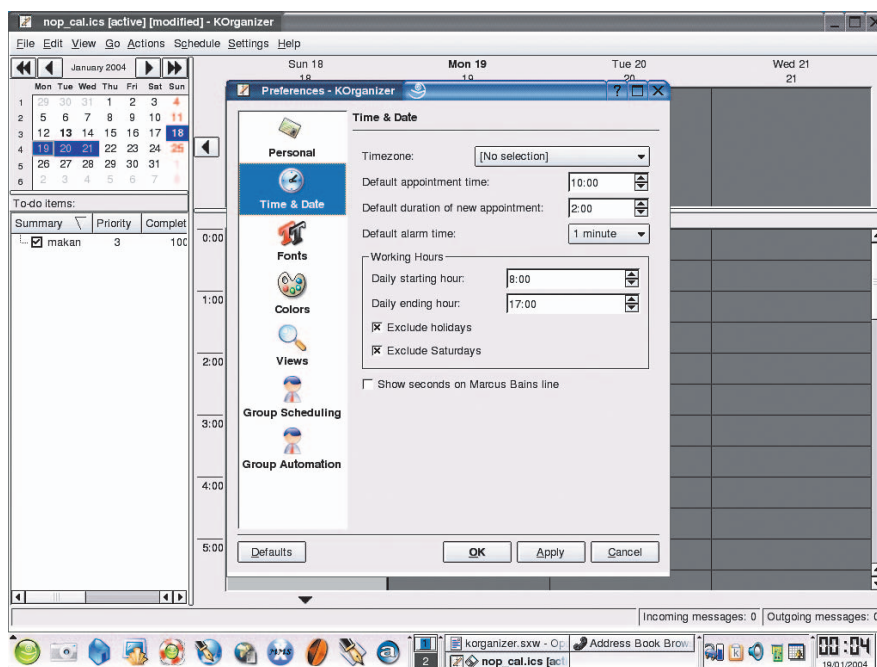 nop_cal.ics [active] [modified] - KOrganizer
File Edit View Go Actions Schedule Settings Help
January 2004
Mon Tue Wed Thu Fri Sat Sun
1 29 30 31 1 2 3 4
2 5 6 7 8 9 10 11
3 12 13 14 15 16 17 18
4 19 20 21 22 23 24 25
5 26 27 28 29 30 31 1
6 2 3 4 5 6 7
To-do items:
Summary Priority Complet
makan 3 100
Sun 18 Mon 19 Tue 20 Wed 21
18 19 20 21
0:00
1:00
2:00
3:00
4:00
5:00
Preferences - KOrganizer
Personal
Time & Date
Fonts
Colors
Views
Group Scheduling
Group Automation
Time & Date
Timezone: [No selection]
Default appointment time: 10:00
Default duration of new appointment: 2:00
Default alarm time: 1 minute
Working Hours
Daily starting hour: 8:00
Daily ending hour: 17:00
Exclude holidays
Exclude Saturdays
Show seconds on Marcus Bains line
Defaults OK Apply Cancel
Incoming messages: 0 Outgoing messages: 0
1 korganizer.sxw - Op Address Book Brow
2 nop_cal.ics [act
00:04
19/01/2004